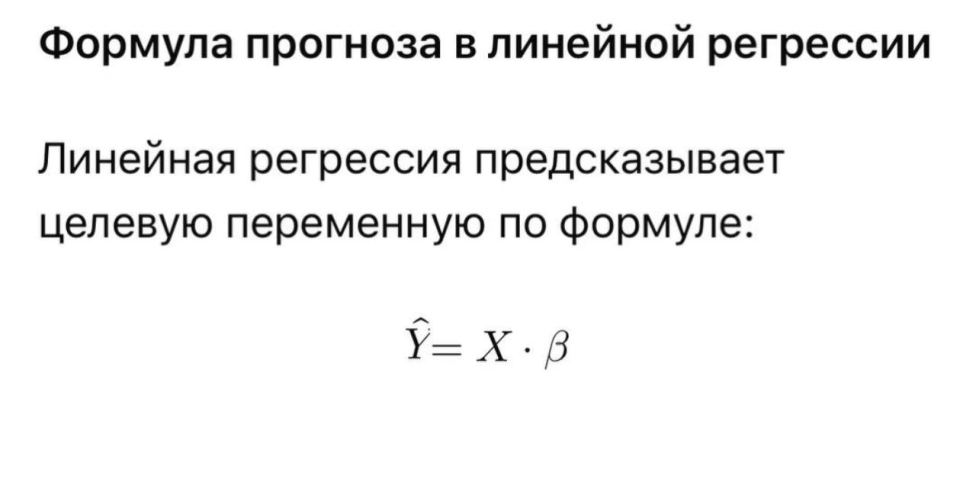 Формула прогноза в линейной регрессии
Линейная регрессия предсказывает
целевую переменную по формуле:
Ŷ= X · β